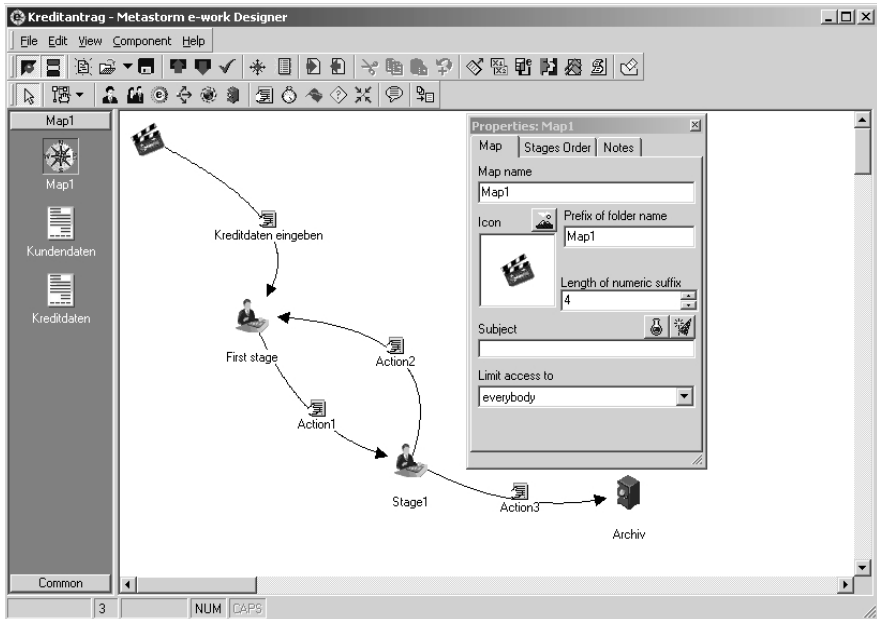 Kreditantrag - Metastorm e-work Designer
File Edit View Component Help
Map1
Map1
Kundendaten
Kreditdaten
Common
Kreditdaten eingeben
First stage
Action2
Action1
Stage1
Action3
Archiv
Properties: Map1
Map Stages Order Notes
Map name
Map1
Icon
Prefix of folder name
Map1
Length of numeric suffix
4
Subject
Limit access to
everybody
3 NUM CAPS